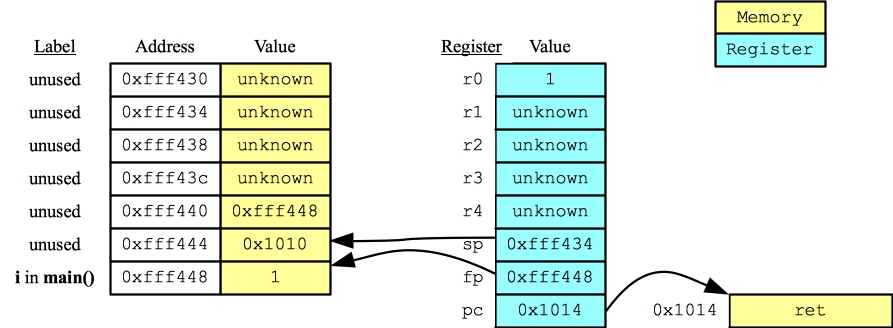 Memory
Register
Label Address Value Register Value
unused 0xfff430 unknown r0 1
unused 0xfff434 unknown r1 unknown
unused 0xfff438 unknown r2 unknown
unused 0xfff43c unknown r3 unknown
unused 0xfff440 0xfff448 r4 unknown
unused 0xfff444 0x1010 sp 0xfff434
i in main() 0xfff448 1 fp 0xfff448
pc 0x1014 0x1014 ret